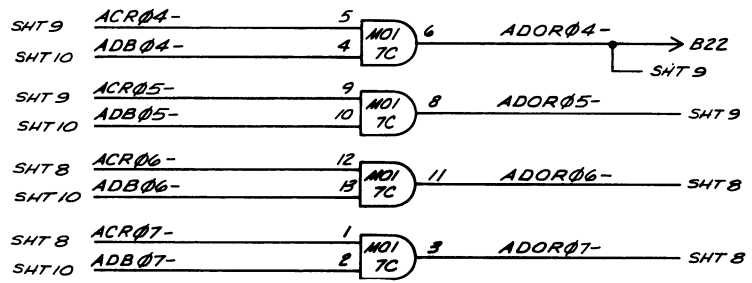 SHT 9 ACRØ4- 5 MO1 7C 6 ADORØ4- B22
SHT 10 ADBØ4- 4 SHT 9
SHT 9 ACRØ5- 9 MO1 7C 8 ADORØ5- SHT 9
SHT 10 ADBØ5- 10
SHT 8 ACRØ6- 12 MO1 7C 11 ADORØ6- SHT 8
SHT 10 ADBØ6- 13
SHT 8 ACRØ7- 1 MO1 7C 3 ADORØ7- SHT 8
SHT 10 ADBØ7- 2